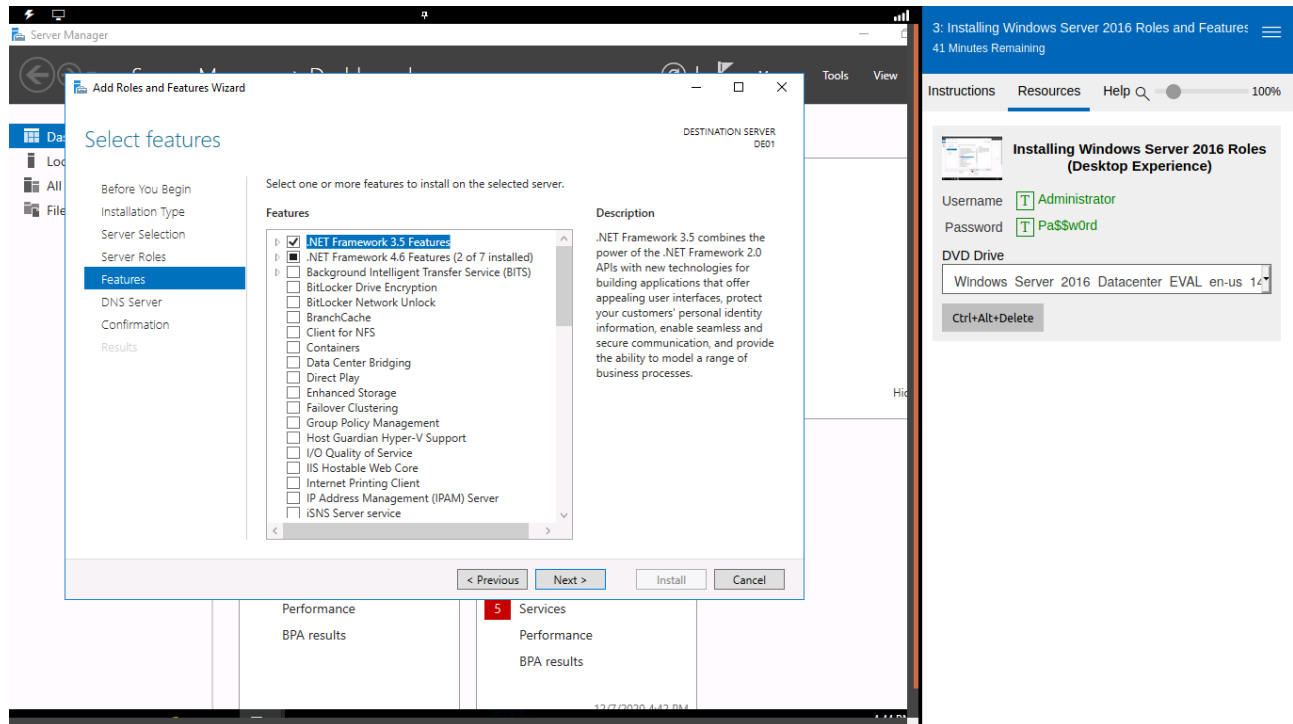 Server Manager
Tools
View
Add Roles and Features Wizard
Select features
DESTINATION SERVER
DE01
Before You Begin
Installation Type
Server Selection
Server Roles
Features
DNS Server
Confirmation
Results
Select one or more features to install on the selected server.
Features
.NET Framework 3.5 Features
.NET Framework 4.6 Features (2 of 7 installed)
Background Intelligent Transfer Service (BITS)
BitLocker Drive Encryption
BitLocker Network Unlock
BranchCache
Client for NFS
Containers
Data Center Bridging
Direct Play
Enhanced Storage
Failover Clustering
Group Policy Management
Host Guardian Hyper-V Support
I/O Quality of Service
IIS Hostable Web Core
Internet Printing Client
IP Address Management (IPAM) Server
iSNS Server service
Description
.NET Framework 3.5 combines the
power of the .NET Framework 2.0
APIs with new technologies for
building applications that offer
appealing user interfaces, protect
your customers' personal identity
information, enable seamless and
secure communication, and provide
the ability to model a range of
business processes.
< Previous
Next >
Install
Cancel
All
File
Performance
BPA results
5 Services
Performance
BPA results
12/7/2020 4:42 PM
3: Installing Windows Server 2016 Roles and Features
41 Minutes Remaining
Instructions
Resources
Help
100%
Installing Windows Server 2016 Roles
(Desktop Experience)
Username T Administrator
Password T Pa$$w0rd
DVD Drive
Windows Server 2016 Datacenter EVAL en-us 14
Ctrl+Alt+Delete